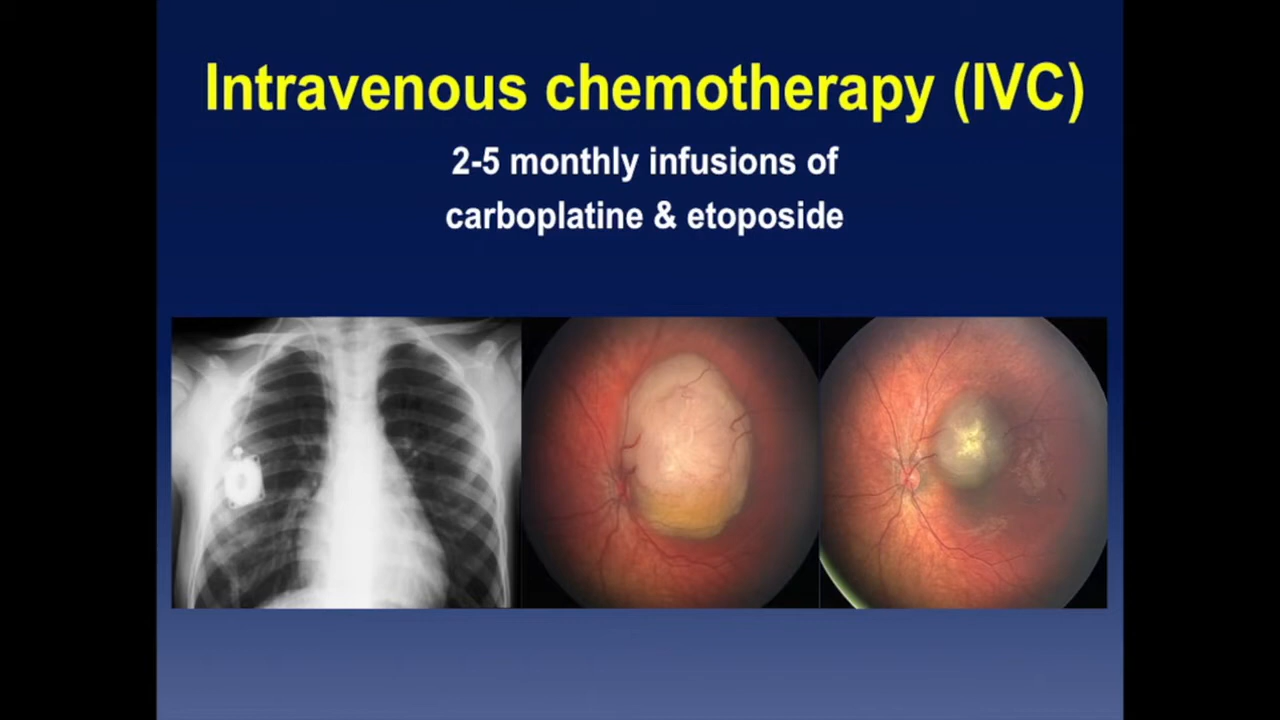 Intravenous chemotherapy (IVC)
2-5 monthly infusions of
carboplatine & etoposide